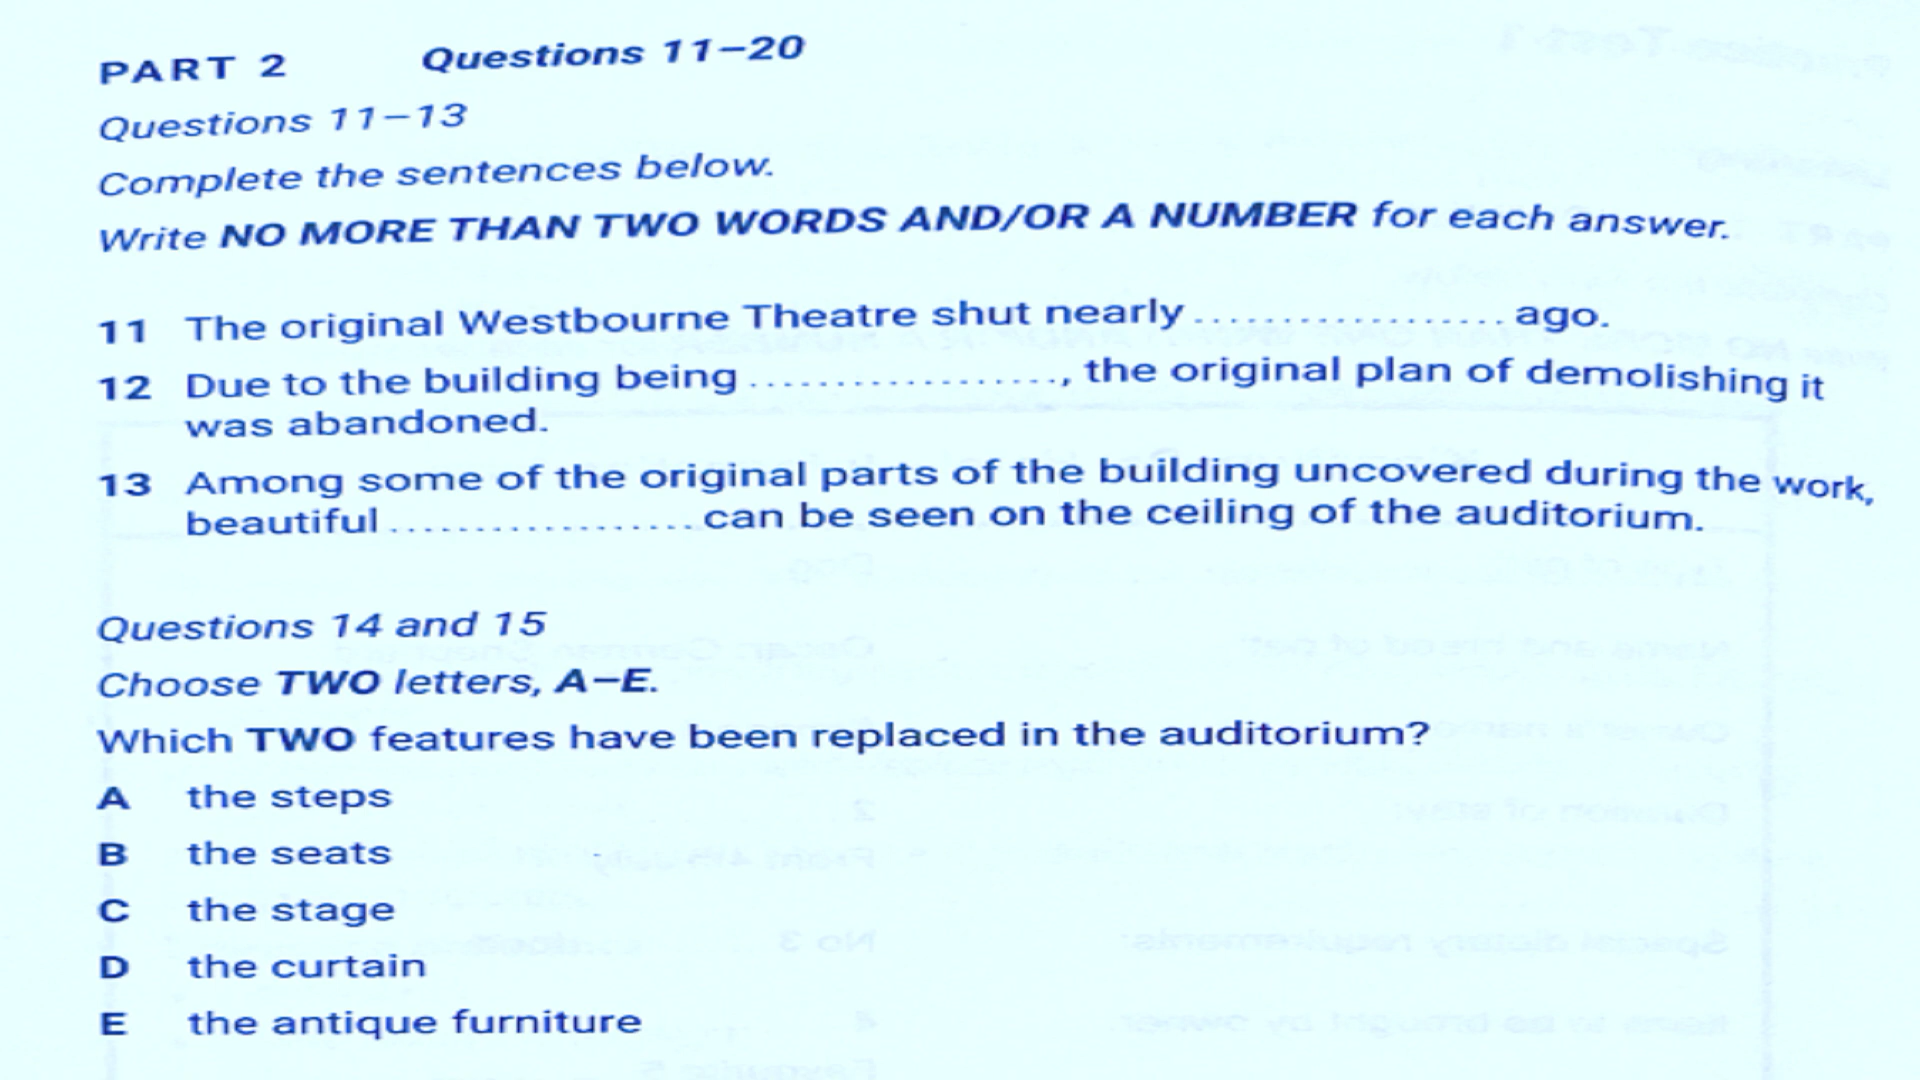 PART 2 Questions 11–20
Questions 11–13
Complete the sentences below.
Write NO MORE THAN TWO WORDS AND/OR A NUMBER for each answer.
11 The original Westbourne Theatre shut nearly .................. ago.
12 Due to the building being .................., the original plan of demolishing it
was abandoned.
13 Among some of the original parts of the building uncovered during the work,
beautiful .................. can be seen on the ceiling of the auditorium.
Questions 14 and 15
Choose TWO letters, A–E.
Which TWO features have been replaced in the auditorium?
A the steps
B the seats
C the stage
D the curtain
E the antique furniture